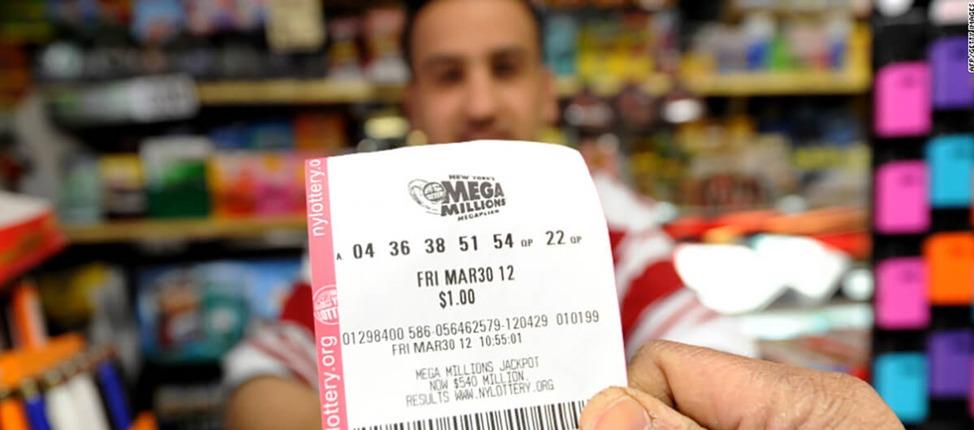 AFP/GETTY IMAGES
NEW YORK'S
MEGA
MILLIONS
MEGAPLIER
A 04 36 38 51 54 QP 22 QP
FRI MAR30 12
$1.00
01298400 586-056462579-120429 010199
FRI MAR30 12 10:55:01
MEGA MILLIONS JACKPOT
NOW $540 MILLION
RESULTS WWW.NYLOTTERY.ORG
nylottery.o
lottery.org